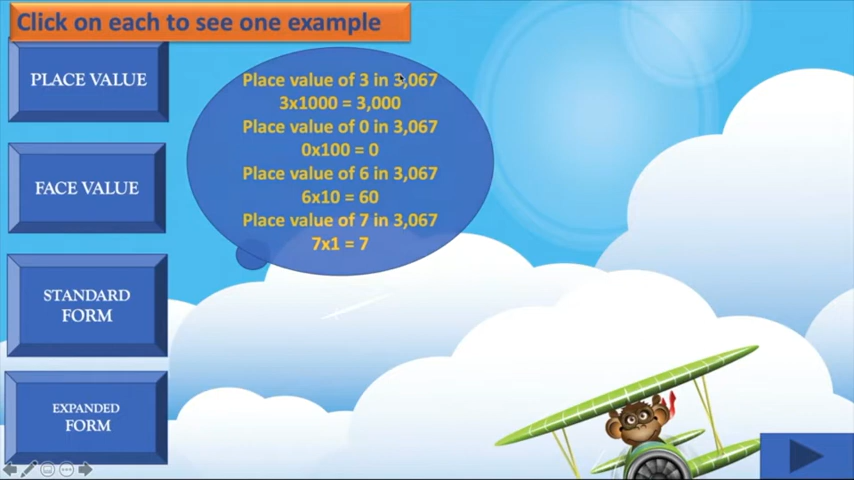 Click on each to see one example
PLACE VALUE
Place value of 3 in 3,067
3x1000 = 3,000
Place value of 0 in 3,067
0x100 = 0
Place value of 6 in 3,067
6x10 = 60
Place value of 7 in 3,067
7x1 = 7
FACE VALUE
STANDARD
FORM
EXPANDED
FORM